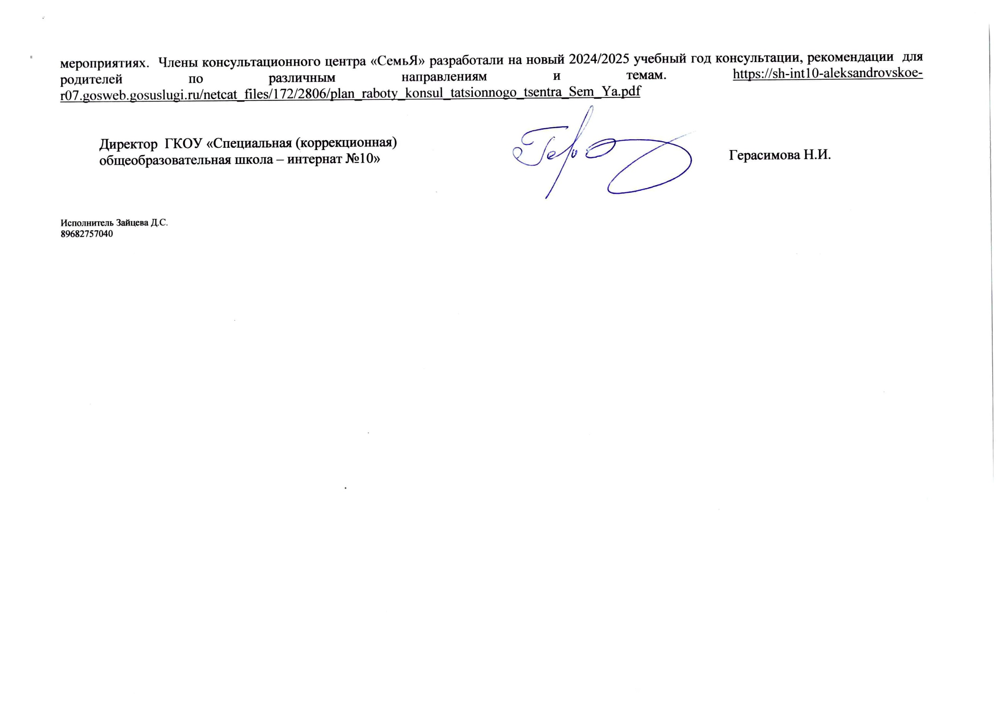 мероприятиях. Члены консультационного центра «СемьЯ» разработали на новый 2024/2025 учебный год консультации, рекомендации для
родителей по различным направлениям и темам. https://sh-int10-aleksandrovskoe-
r07.gosweb.gosuslugi.ru/netcat_files/172/2806/plan_raboty_konsul_tatsionnogo_tsentra_Sem_Ya.pdf
Директор ГКОУ «Специальная (коррекционная)
общеобразовательная школа – интернат №10»
Герасимова Н.И.
Исполнитель Зайцева Д.С.
89682757040